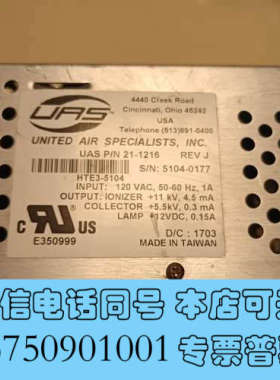 4440 Creek Road
Cincinnati, Ohio 45242
USA
Telephone (513)891-0400
UAS
UNITED AIR SPECIALISTS, INC.
UAS P/N 21-1216 REV J
S/N: 5104-0177
HTE3-5104
INPUT: 120 VAC, 50-60 Hz, 1A
OUTPUT: IONIZER +11 kV, 4.5 mA
COLLECTOR +5.5kV, 0.3 mA
LAMP +12VDC, 0.15A
C US
E350999
D/C : 1703
MADE IN TAIWAN
信电话同号 本店可
5750901001 专票普